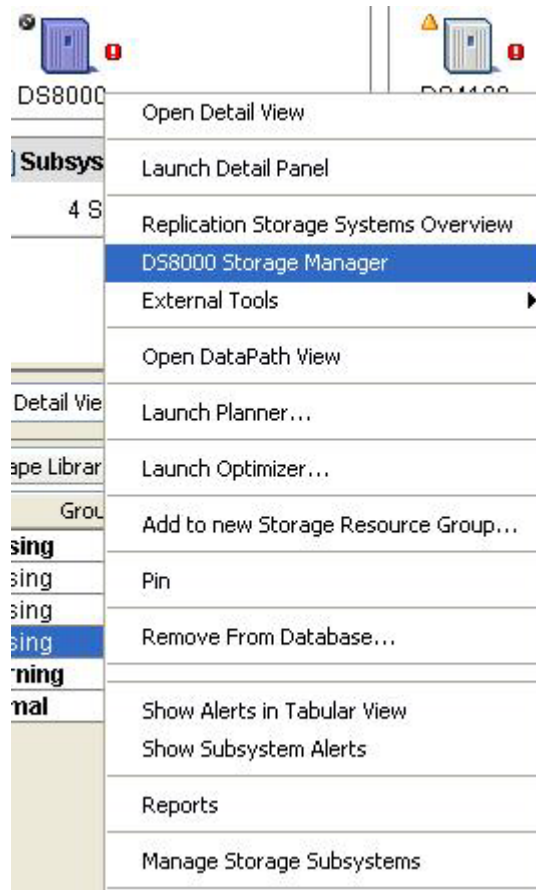 DS8000
Open Detail View
Subsys
Launch Detail Panel
4 S
Replication Storage Systems Overview
DS8000 Storage Manager
External Tools
Open DataPath View
Detail Vie
Launch Planner...
ape Librar
Launch Optimizer...
Grou
Add to new Storage Resource Group...
sing
sing
Pin
sing
sing
Remove From Database...
rning
mal
Show Alerts in Tabular View
Show Subsystem Alerts
Reports
Manage Storage Subsystems